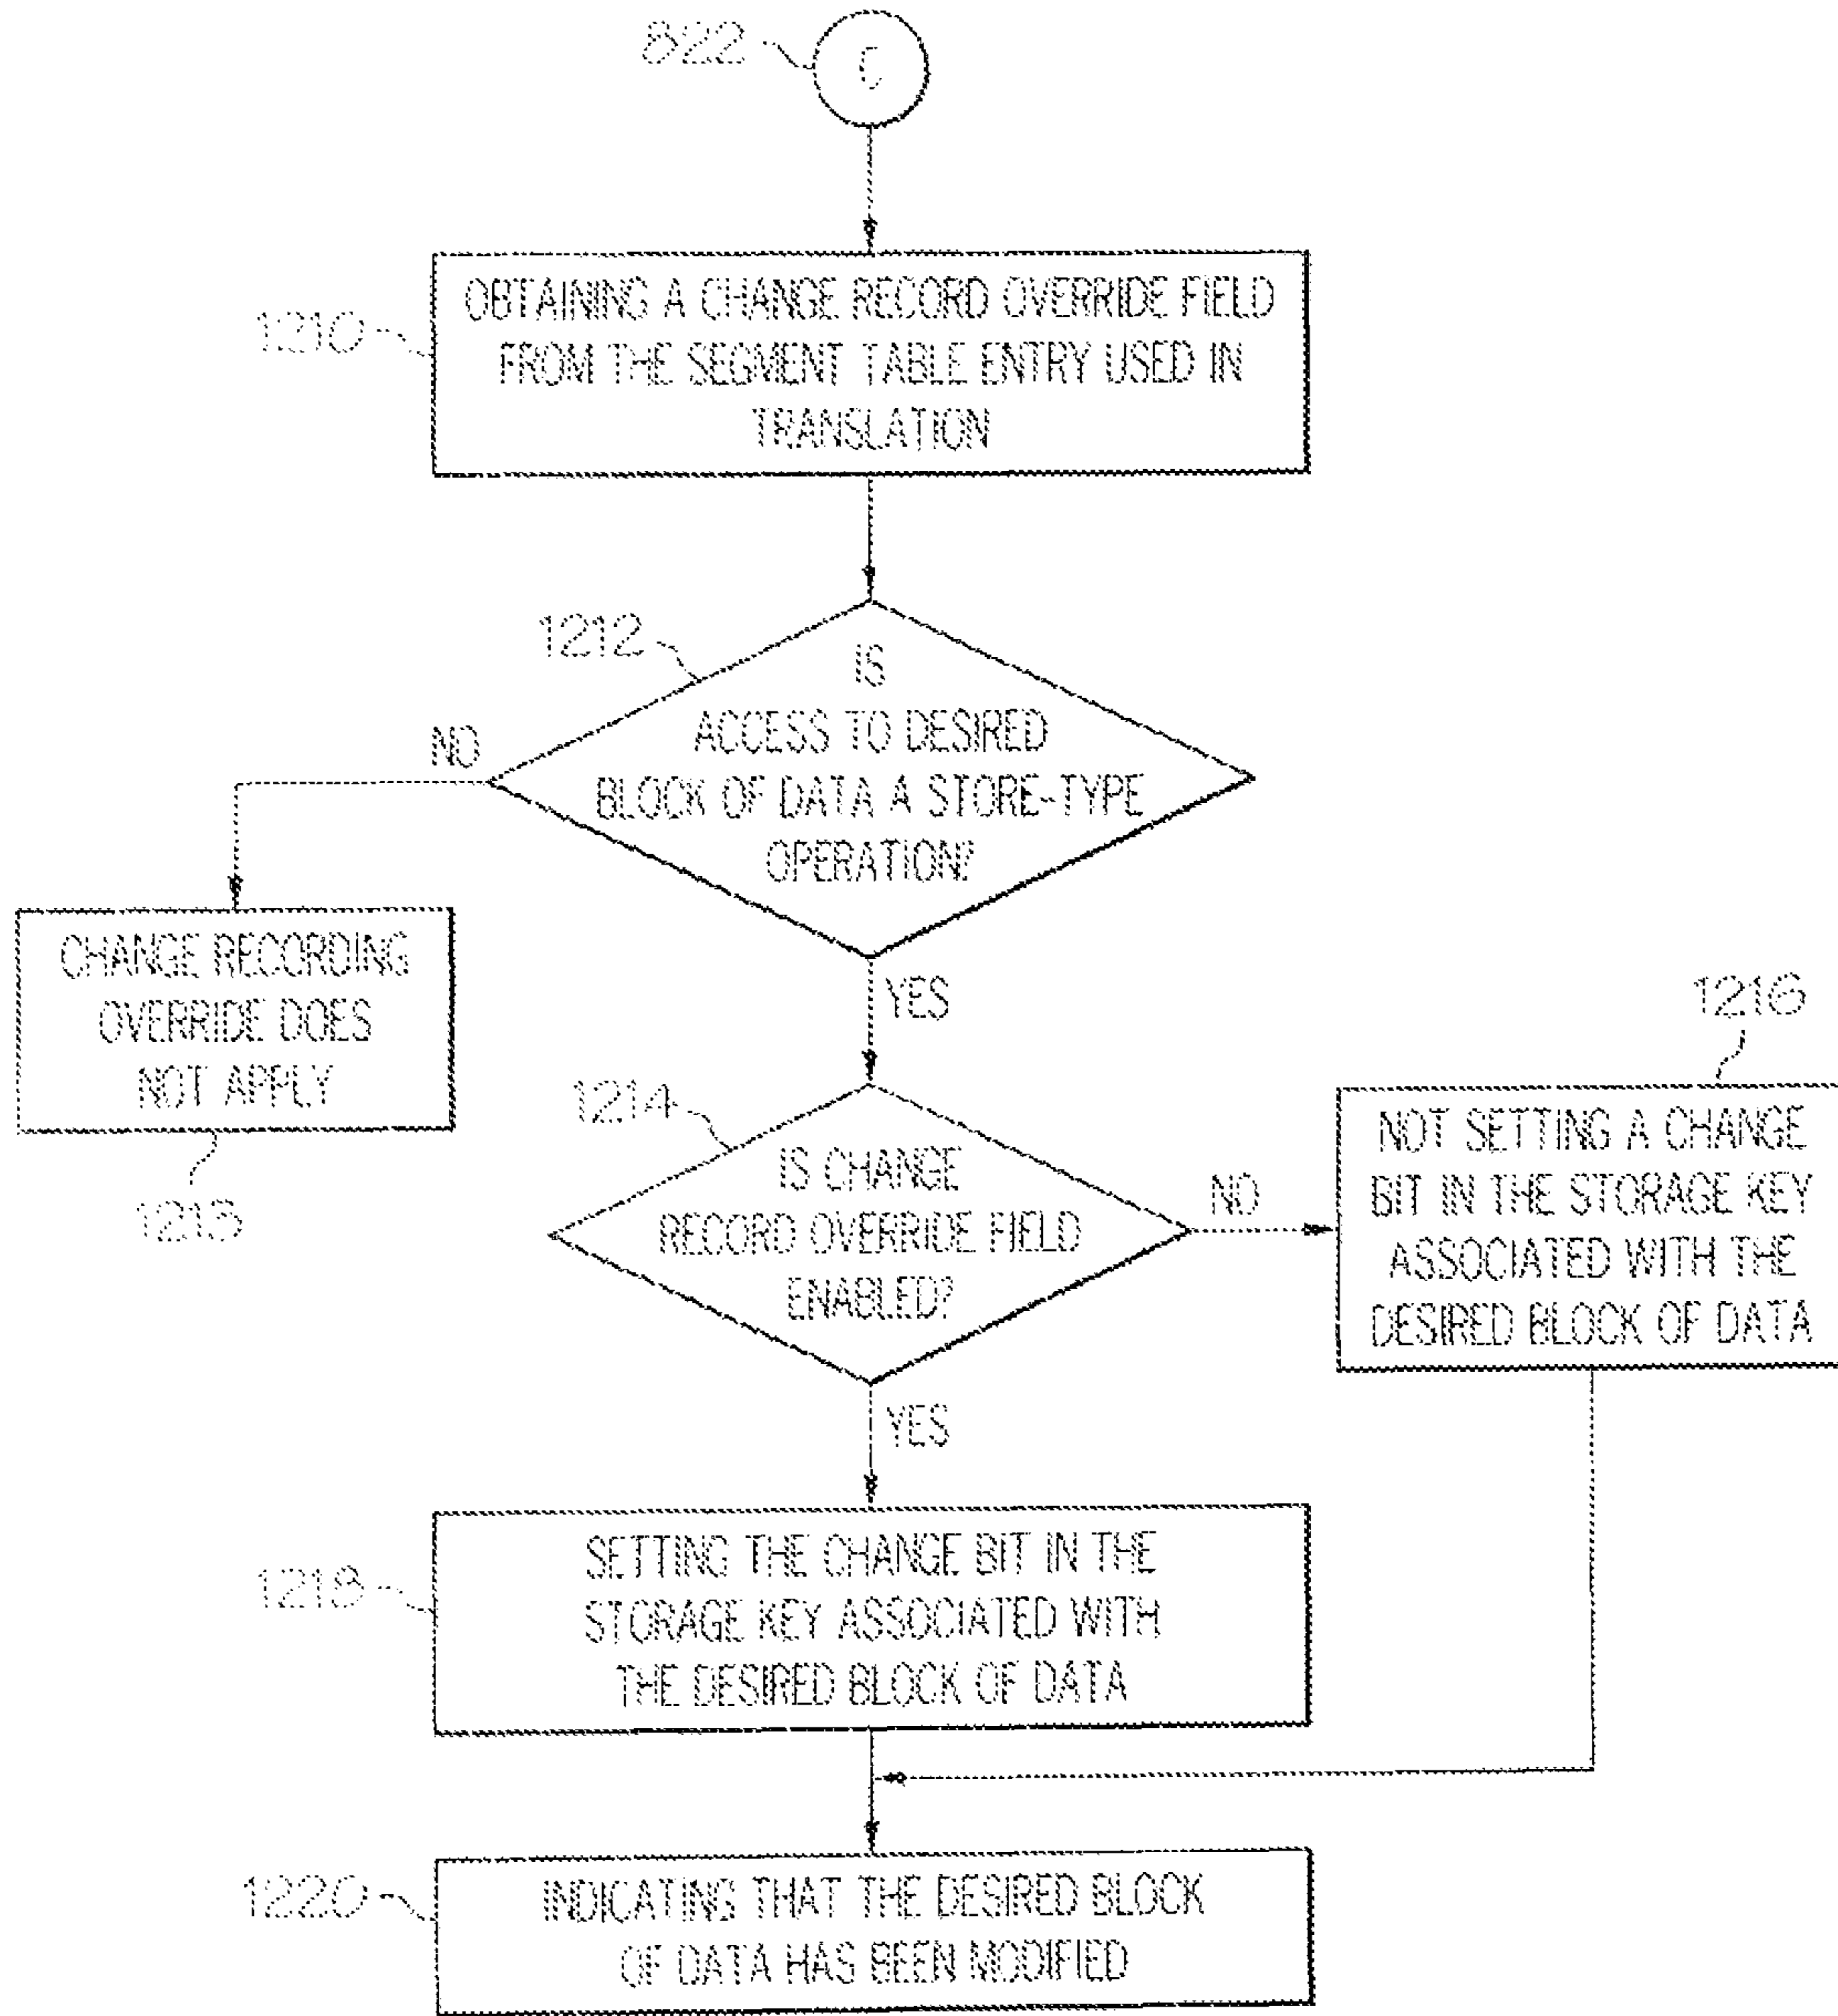 822
C
1210
OBTAINING A CHANGE RECORD OVERRIDE FIELD
FROM THE SEGMENT TABLE ENTRY USED IN
TRANSLATION
1212
IS
ACCESS TO DESIRED
BLOCK OF DATA A STORE-TYPE
OPERATION?
NO
CHANGE RECORDING
OVERRIDE DOES
NOT APPLY
1213
YES
1214
IS CHANGE
RECORD OVERRIDE FIELD
ENABLED?
NO
1216
NOT SETTING A CHANGE
BIT IN THE STORAGE KEY
ASSOCIATED WITH THE
DESIRED BLOCK OF DATA
YES
1218
SETTING THE CHANGE BIT IN THE
STORAGE KEY ASSOCIATED WITH
THE DESIRED BLOCK OF DATA
1220
INDICATING THAT THE DESIRED BLOCK
OF DATA HAS BEEN MODIFIED